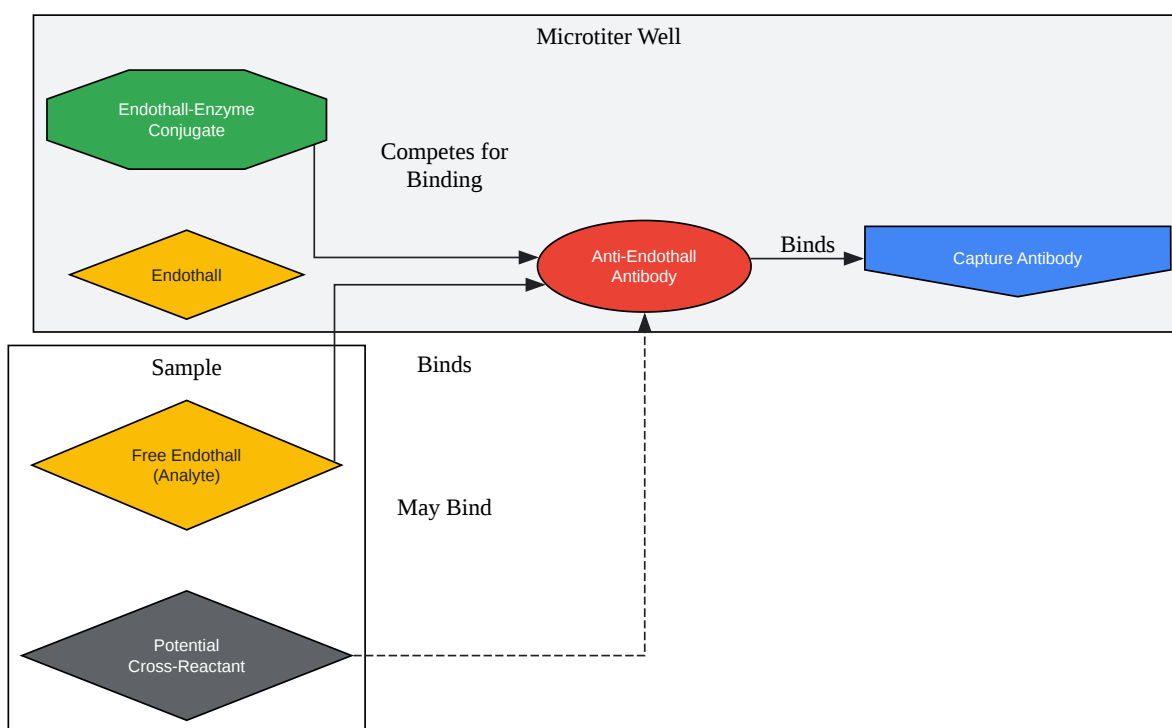 Microtiter Well
Endothall-Enzyme
Conjugate
Competes for
Binding
Endothall
Anti-Endothall
Antibody
Binds
Capture Antibody
Sample
Binds
Free Endothall
(Analyte)
May Bind
Potential
Cross-Reactant